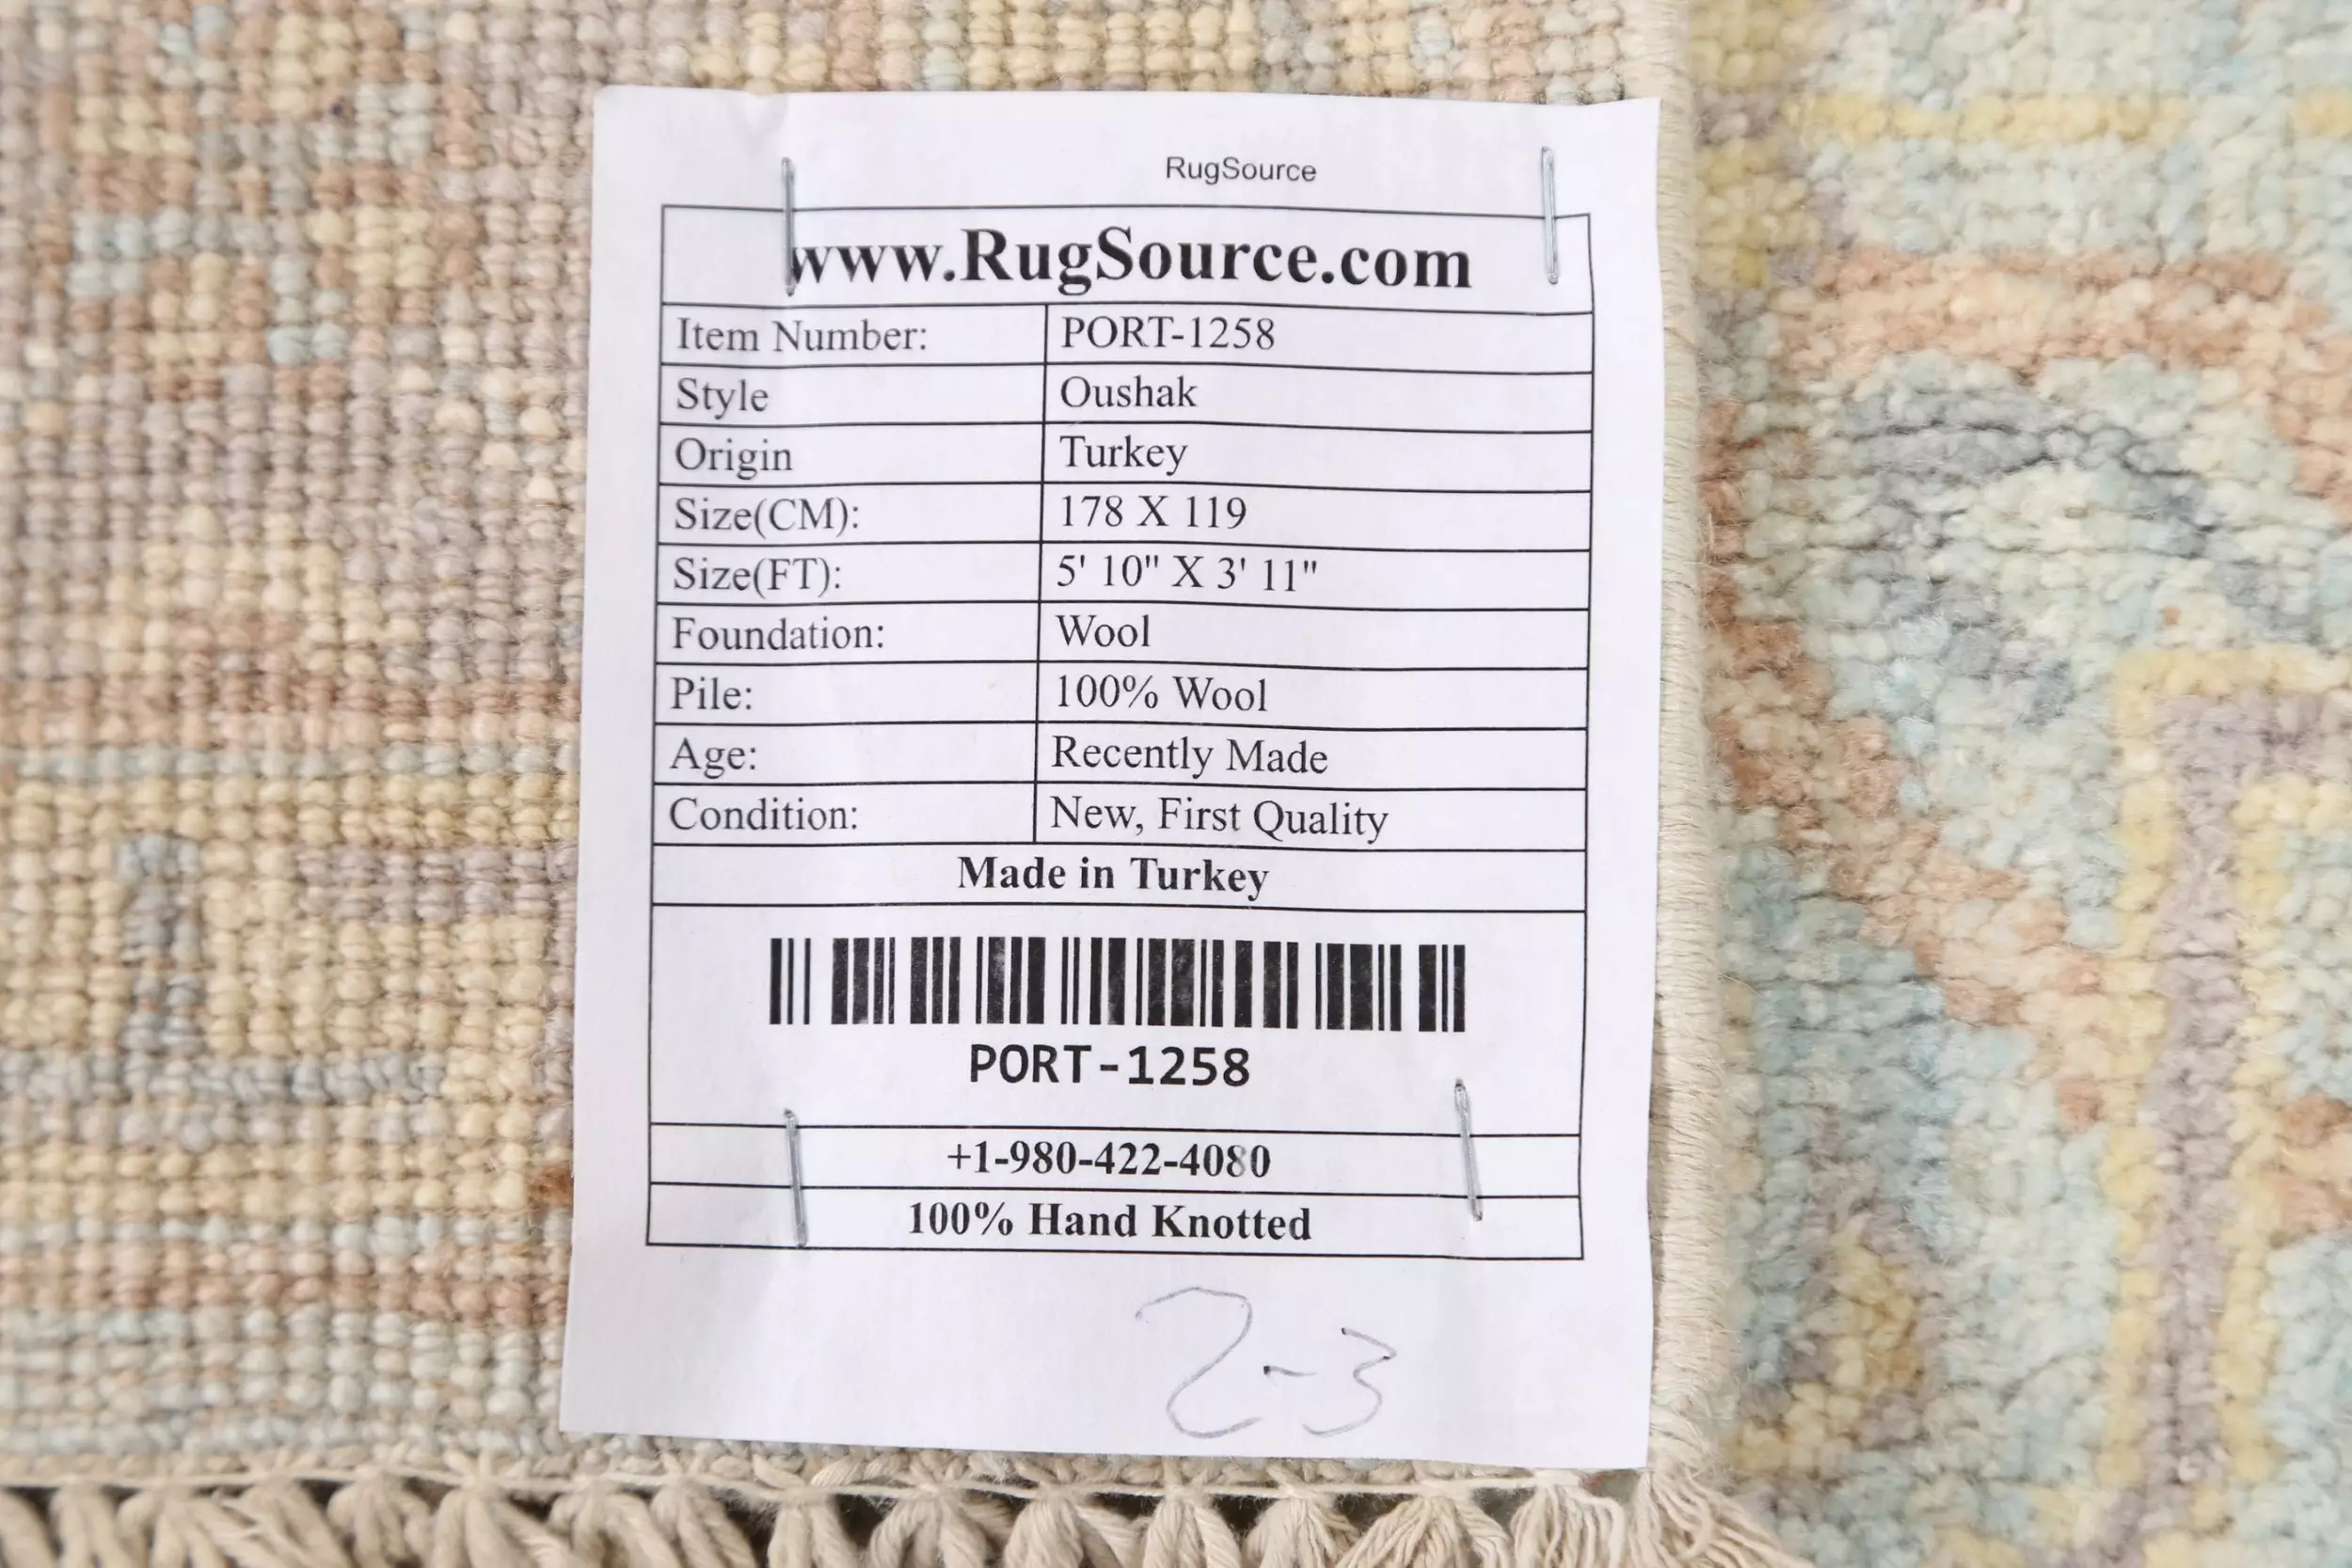 RugSource
www.RugSource.com
Item Number: PORT-1258
Style Oushak
Origin Turkey
Size(CM): 178 X 119
Size(FT): 5' 10" X 3' 11"
Foundation: Wool
Pile: 100% Wool
Age: Recently Made
Condition: New, First Quality
Made in Turkey
PORT-1258
+1-980-422-4080
100% Hand Knotted
2-3